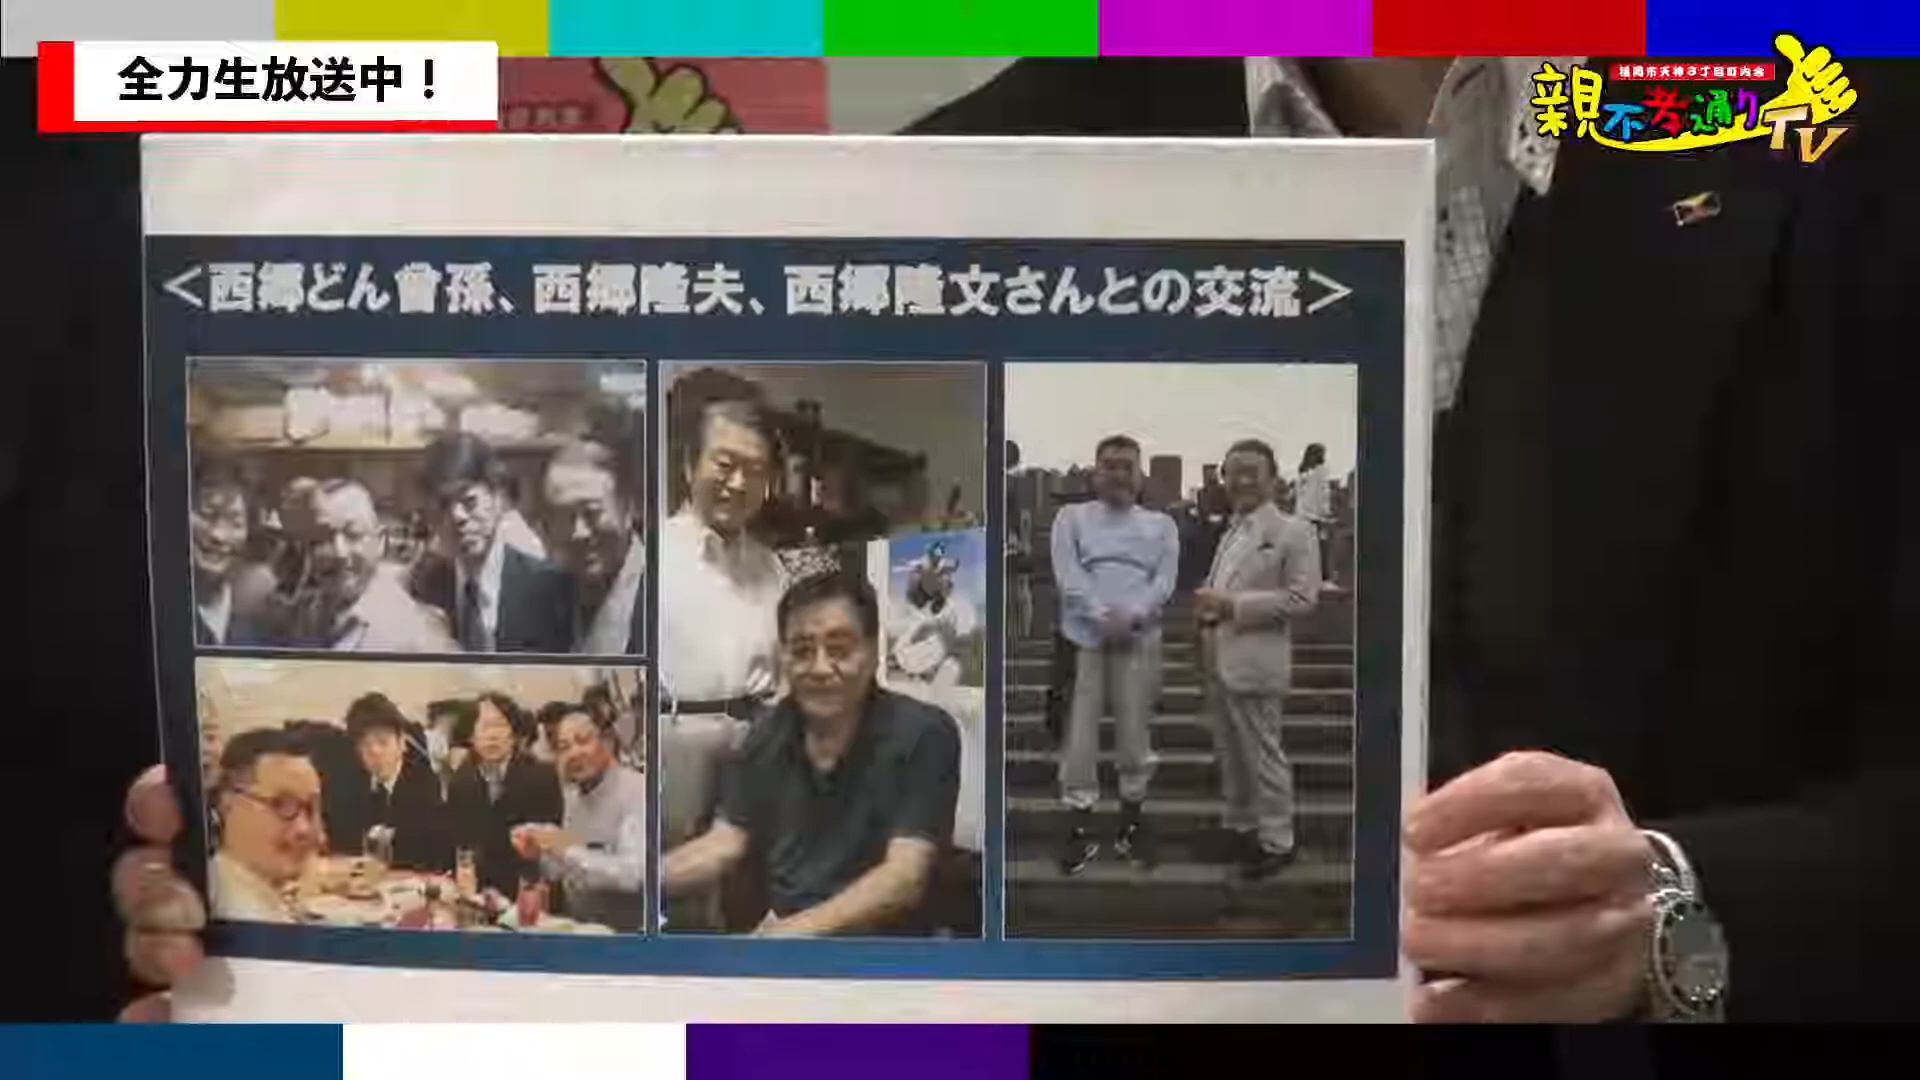 全力生放送中！
福岡市天神3丁目町内会
親不孝通りTV
＜西郷どん曾孫、西郷隆夫、西郷隆文さんとの交流＞